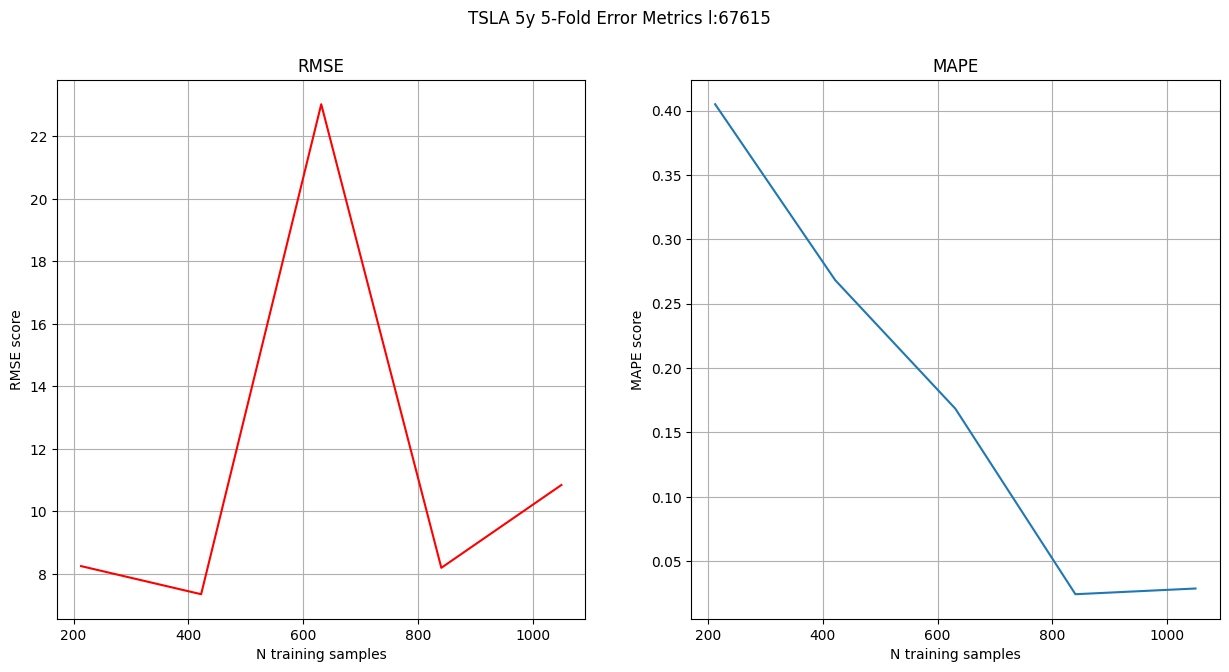 TSLA 5y 5-Fold Error Metrics l:67615
RMSE
RMSE score
22
20
18
16
14
12
10
8
200 400 600 800 1000
N training samples
MAPE
MAPE score
0.40
0.35
0.30
0.25
0.20
0.15
0.10
0.05
200 400 600 800 1000
N training samples